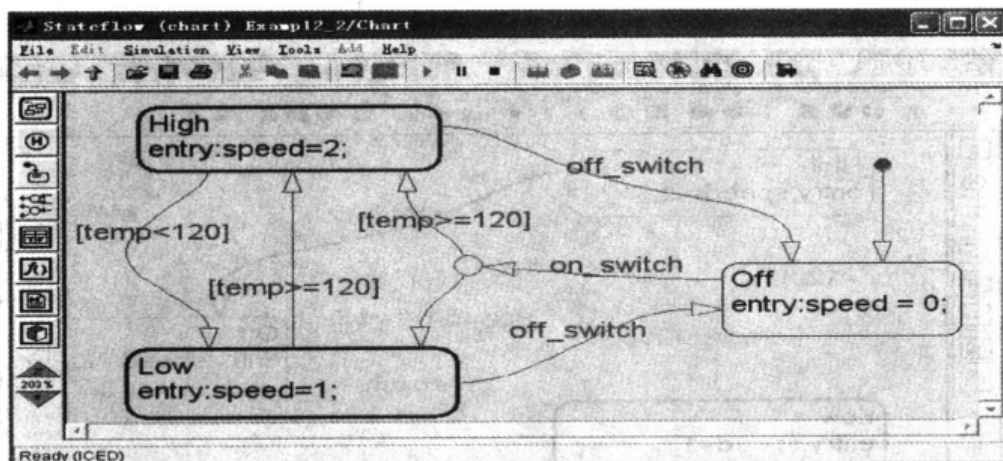 Stateflow (chart) Examp12_2/Chart
File Edit Simulation View Tools Add Help
High
entry:speed=2;
off_switch
[temp<120]
[temp>=120]
[temp>=120]
on_switch
Off
entry:speed = 0;
off_switch
Low
entry:speed=1;
203%
Ready (ICED)